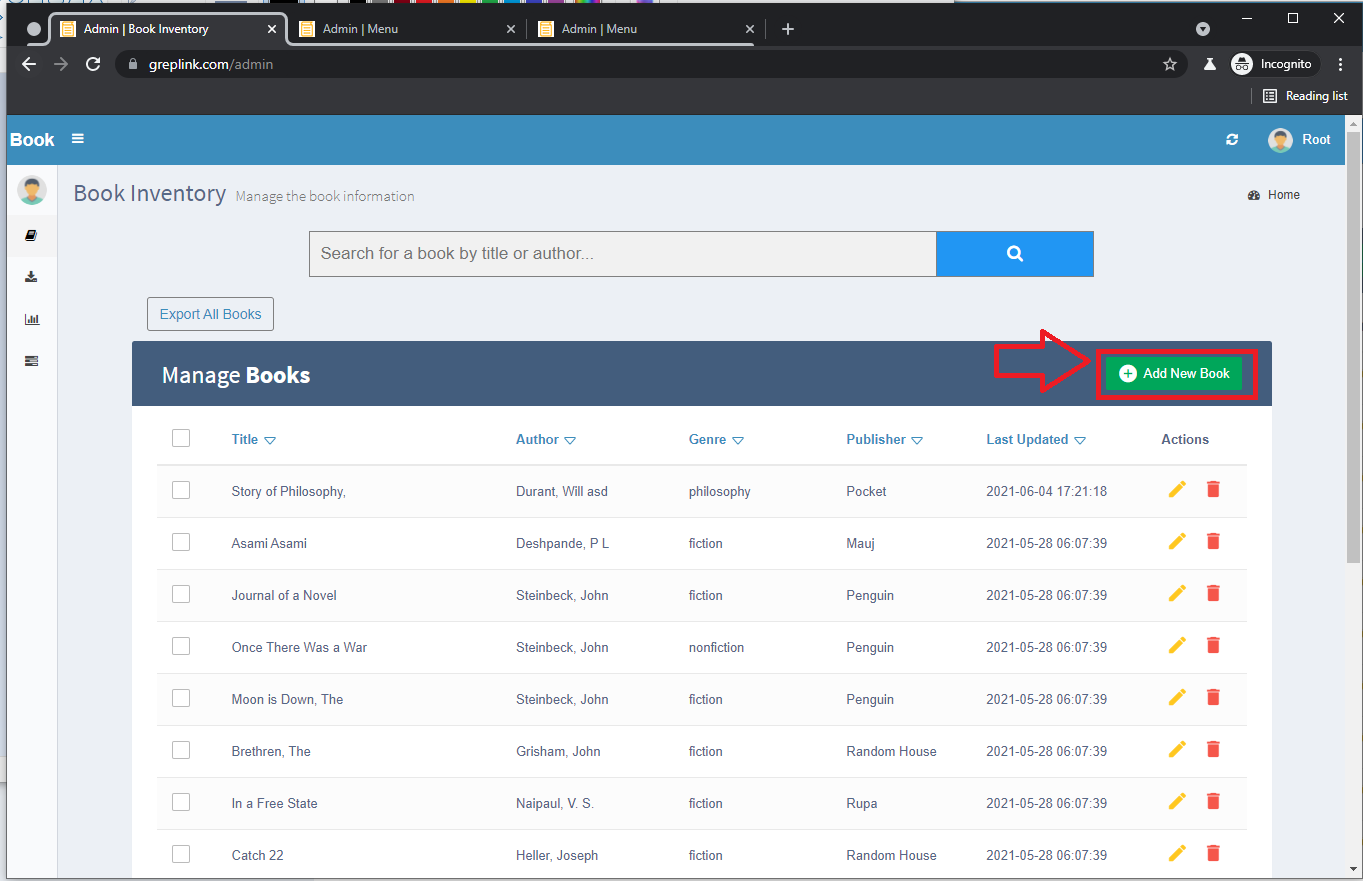 Admin | Book Inventory
Admin | Menu
Admin | Menu
greplink.com/admin
Incognito
Reading list
Book
Root
Book Inventory Manage the book information
Home
Search for a book by title or author...
Export All Books
Manage Books
Add New Book
Title Author Genre Publisher Last Updated Actions
Story of Philosophy, Durant, Will asd philosophy Pocket 2021-06-04 17:21:18
Asami Asami Deshpande, P L fiction Mauj 2021-05-28 06:07:39
Journal of a Novel Steinbeck, John fiction Penguin 2021-05-28 06:07:39
Once There Was a War Steinbeck, John nonfiction Penguin 2021-05-28 06:07:39
Moon is Down, The Steinbeck, John fiction Penguin 2021-05-28 06:07:39
Brethren, The Grisham, John fiction Random House 2021-05-28 06:07:39
In a Free State Naipaul, V. S. fiction Rupa 2021-05-28 06:07:39
Catch 22 Heller, Joseph fiction Random House 2021-05-28 06:07:39